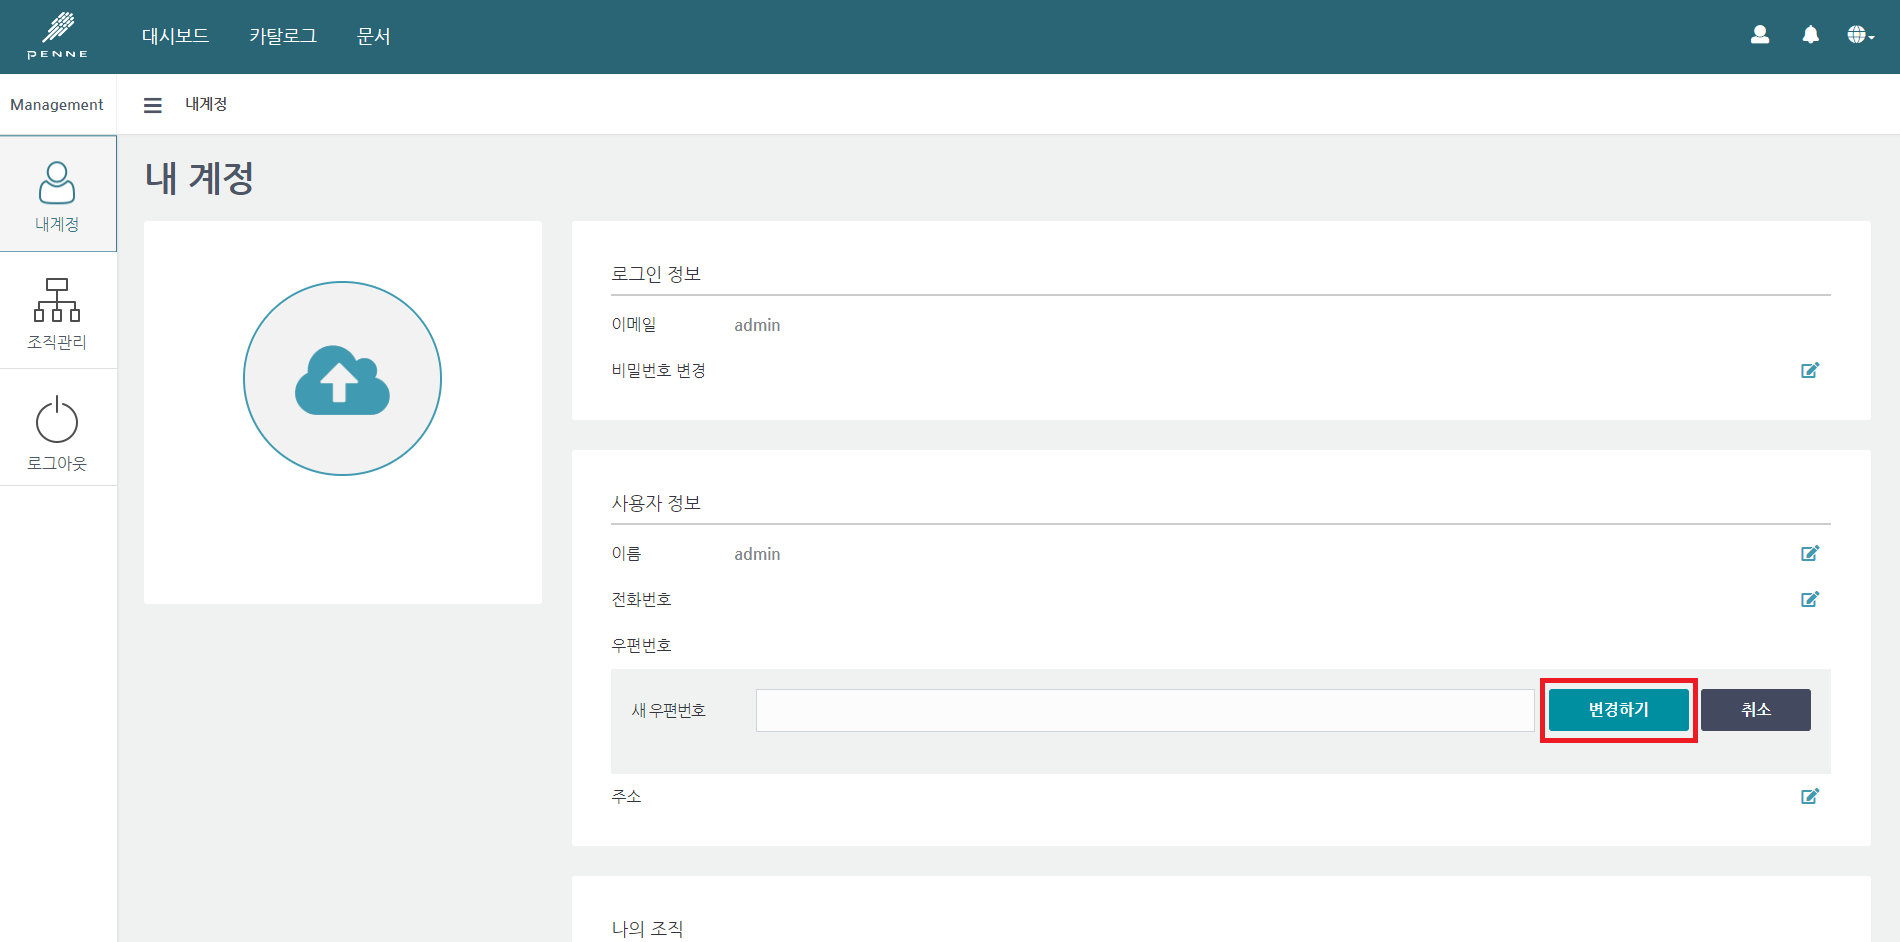 PENNE
대시보드 카탈로그 문서
Management
내계정
내계정
조직관리
로그아웃
내 계정
로그인 정보
이메일 admin
비밀번호 변경
사용자 정보
이름 admin
전화번호
우편번호
새 우편번호 변경하기 취소
주소
나의 조직